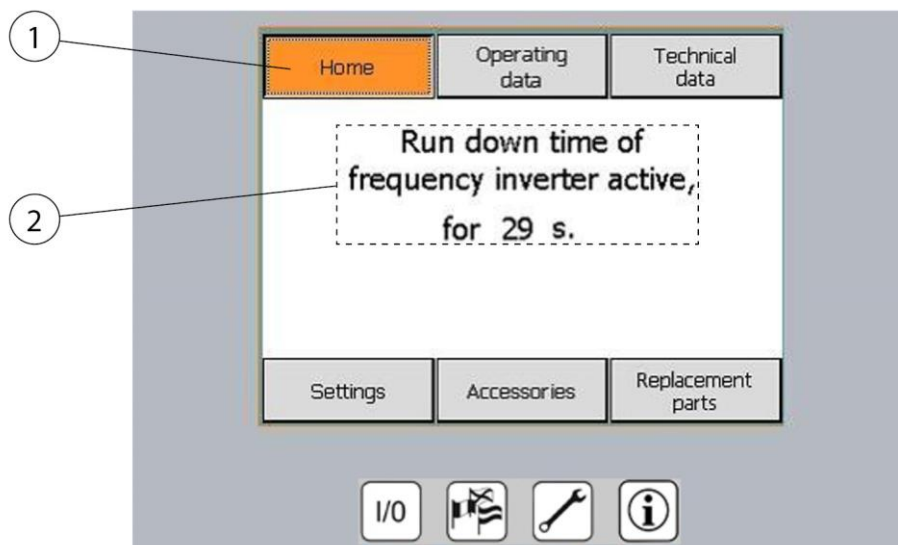 1
Home
Operating
data
Technical
data
Run down time of
frequency inverter active,
for 29 s.
2
Settings
Accessories
Replacement
parts
I/0
i